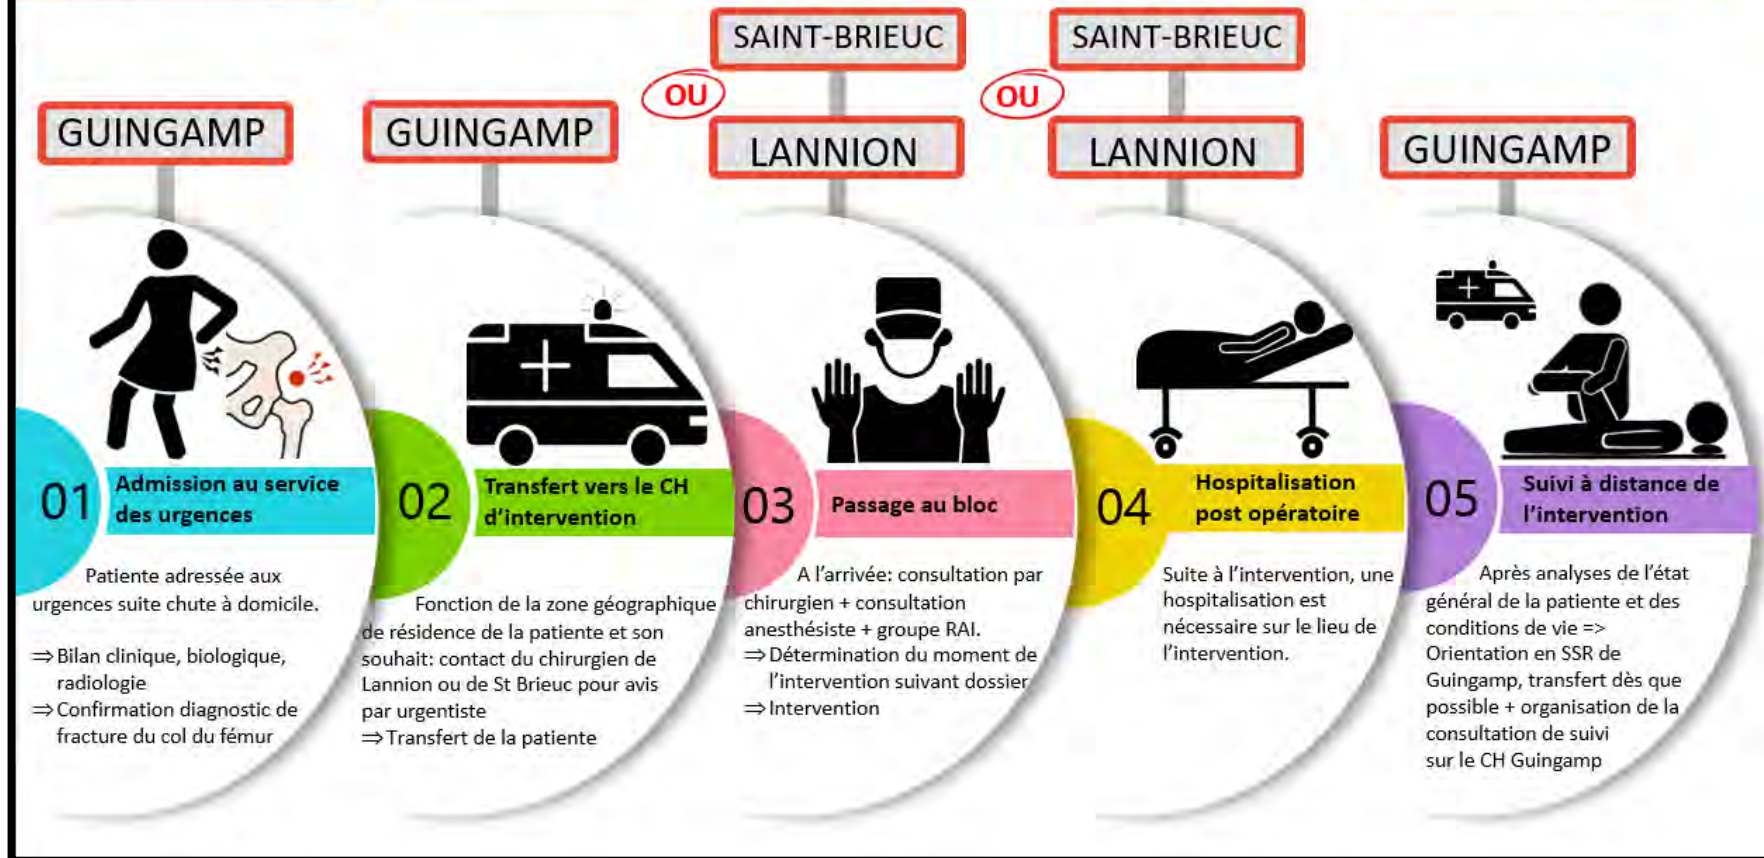 GUINGAMP
01
Admission au service
des urgences
Patiente adressée aux
urgences suite chute à domicile.
⇒ Bilan clinique, biologique,
radiologie
⇒ Confirmation diagnostic de
fracture du col du fémur
GUINGAMP
02
Transfert vers le CH
d'intervention
Fonction de la zone géographique
de résidence de la patiente et son
souhait: contact du chirurgien de
Lannion ou de St Brieuc pour avis
par urgentiste
⇒ Transfert de la patiente
SAINT-BRIEUC
OU
LANNION
03
Passage au bloc
A l'arrivée: consultation par
chirurgien + consultation
anesthésiste + groupe RAI.
⇒ Détermination du moment de
l'intervention suivant dossier
⇒ Intervention
SAINT-BRIEUC
OU
LANNION
04
Hospitalisation
post opératoire
Suite à l'intervention, une
hospitalisation est
nécessaire sur le lieu de
l'intervention.
GUINGAMP
05
Suivi à distance de
l'intervention
Après analyses de l'état
général de la patiente et des
conditions de vie =>
Orientation en SSR de
Guingamp, transfert dès que
possible + organisation de la
consultation de suivi
sur le CH Guingamp